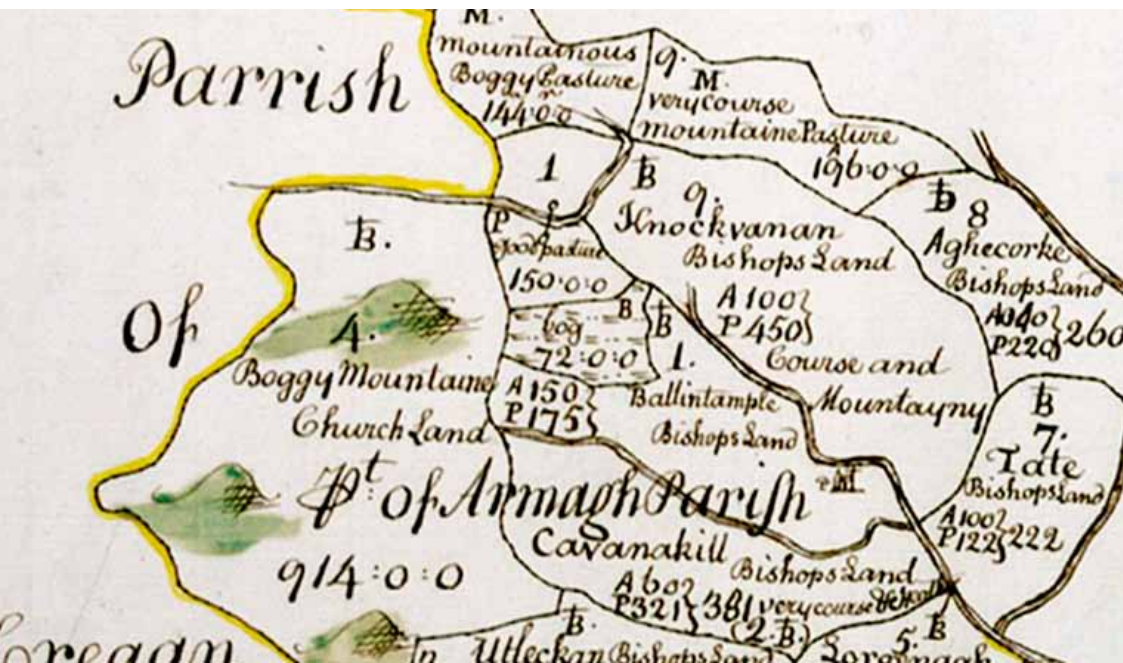 M.
mountainous
Boggy Pasture
144:0:0
Parrish
9.
M.
very course
mountaine Pasture
196:0:0
1
B
9.
Knockvanan
Bishops Land
A 100
P 450
Course and
Mountayny
B 8
Aghecorke
Bishops Land
A 040
P 220
260
B.
P
Good pasture
150:0:0
Of
4.
Boggy Mountaine
Church Land
B
bog
72:0:0
A 150
P 175
B
1.
Ballintample
Bishops Land
B
7.
Tate
Bishops Land
A 100
P 122
222
Pt of Armagh Parish
914:0:0
M
Cavanakill
Bishops Land
A 60
P 321
381 very course
(2.B.)
B.
Utleckan Bishops Land
5.
B
Creggan